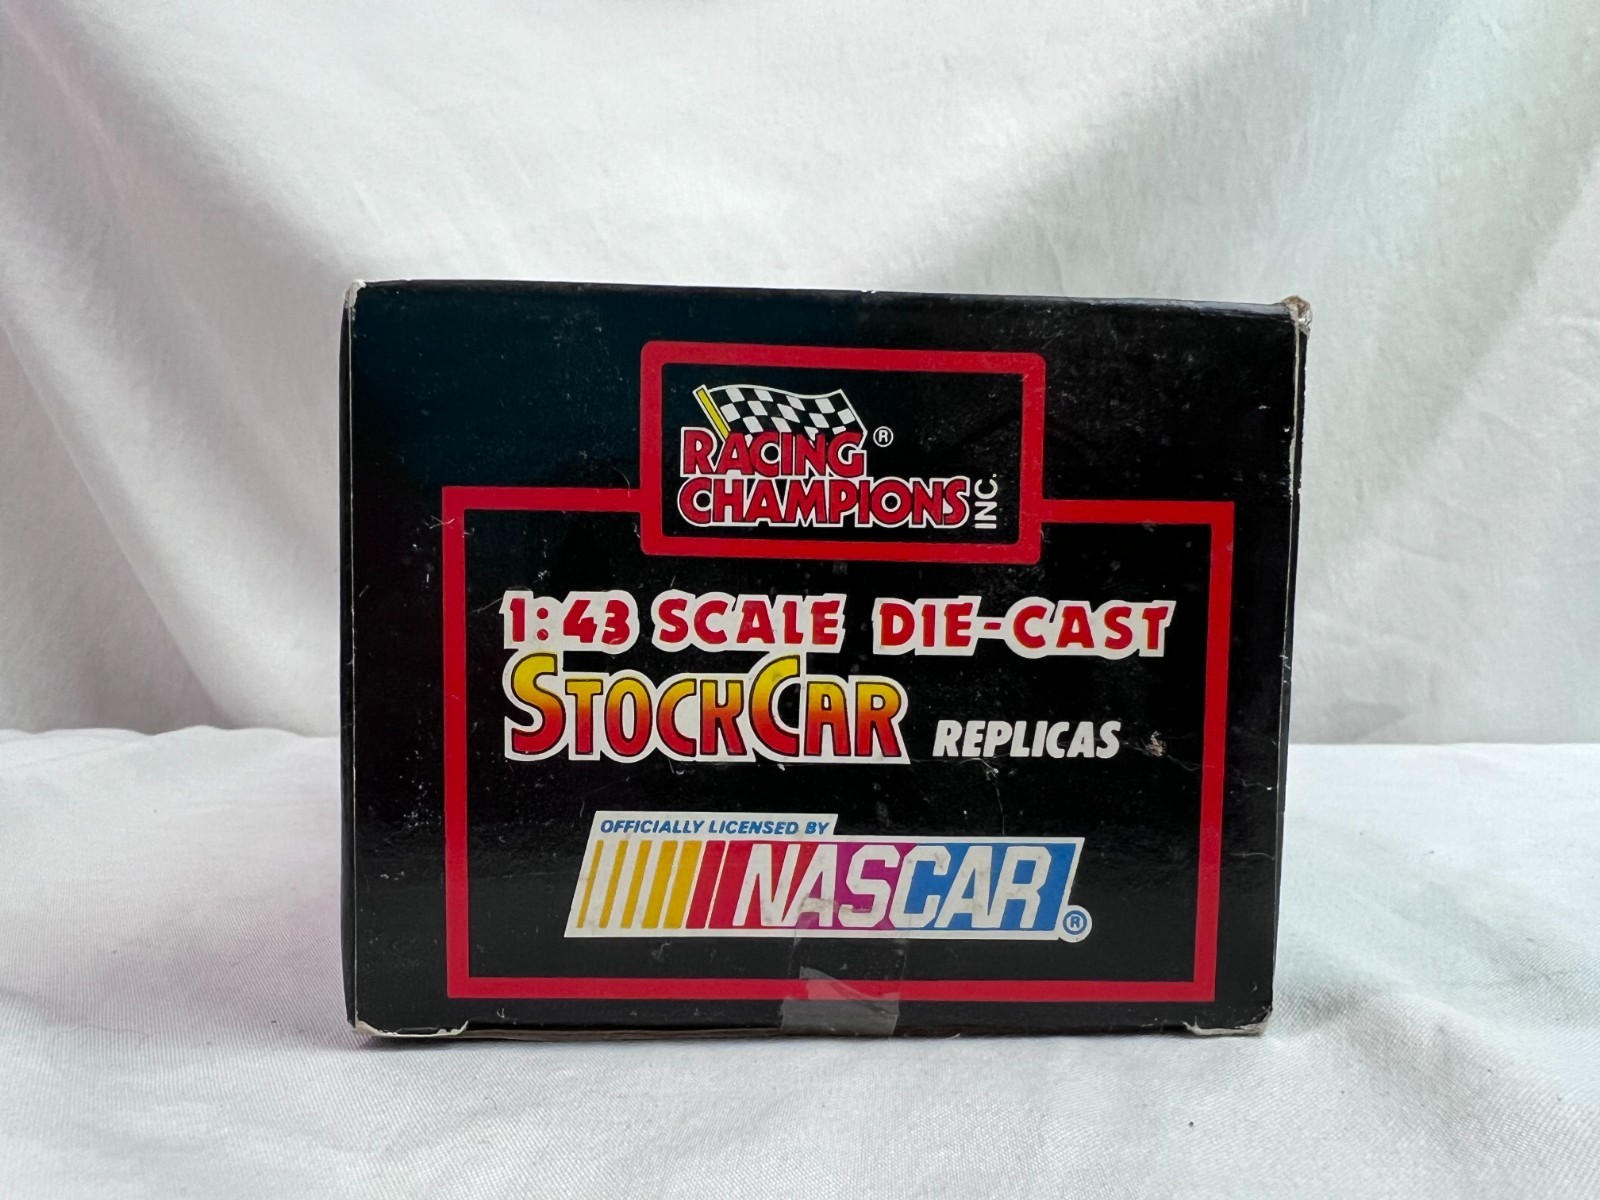 RACING ®
CHAMPIONS INC.
1:43 SCALE DIE-CAST
STOCKCAR REPLICAS
OFFICIALLY LICENSED BY
NASCAR ®